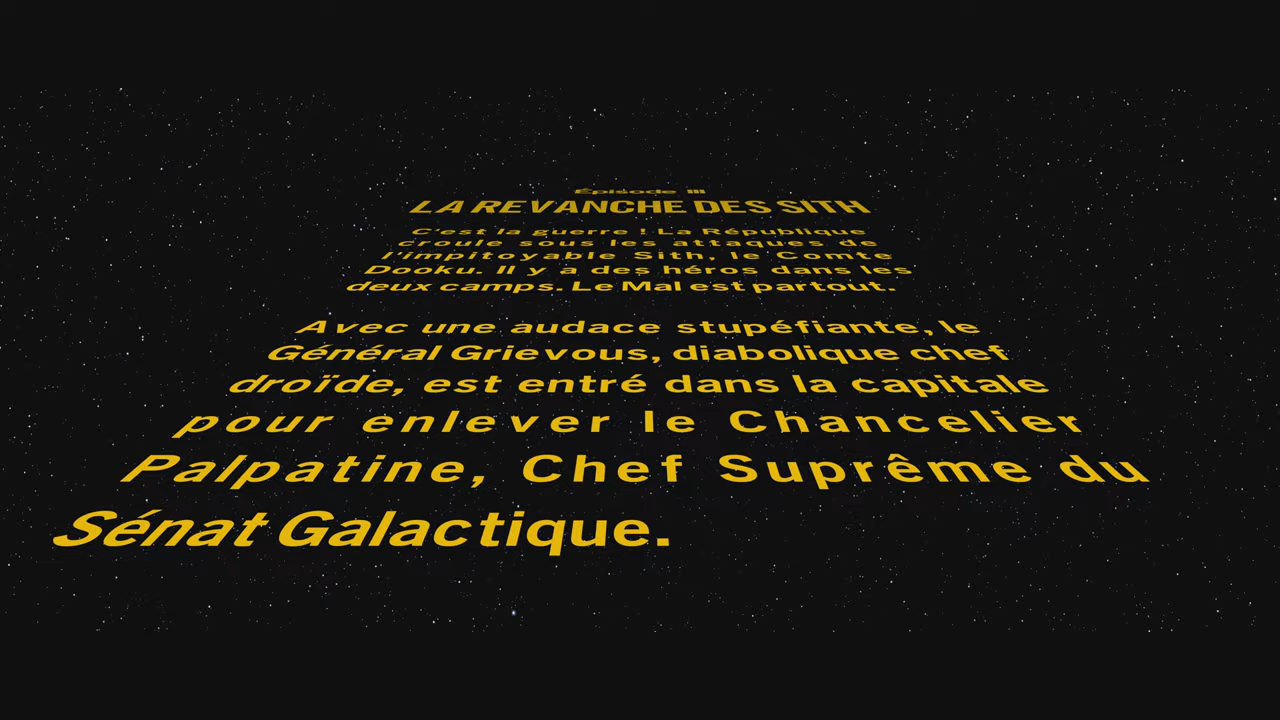 Épisode III
LA REVANCHE DES SITH
C'est la guerre ! La République
croule sous les attaques de
l'impitoyable Sith, le Comte
Dooku. Il y a des héros dans les
deux camps. Le Mal est partout.
Avec une audace stupéfiante, le
Général Grievous, diabolique chef
droïde, est entré dans la capitale
pour enlever le Chancelier
Palpatine, Chef Suprême du
Sénat Galactique.